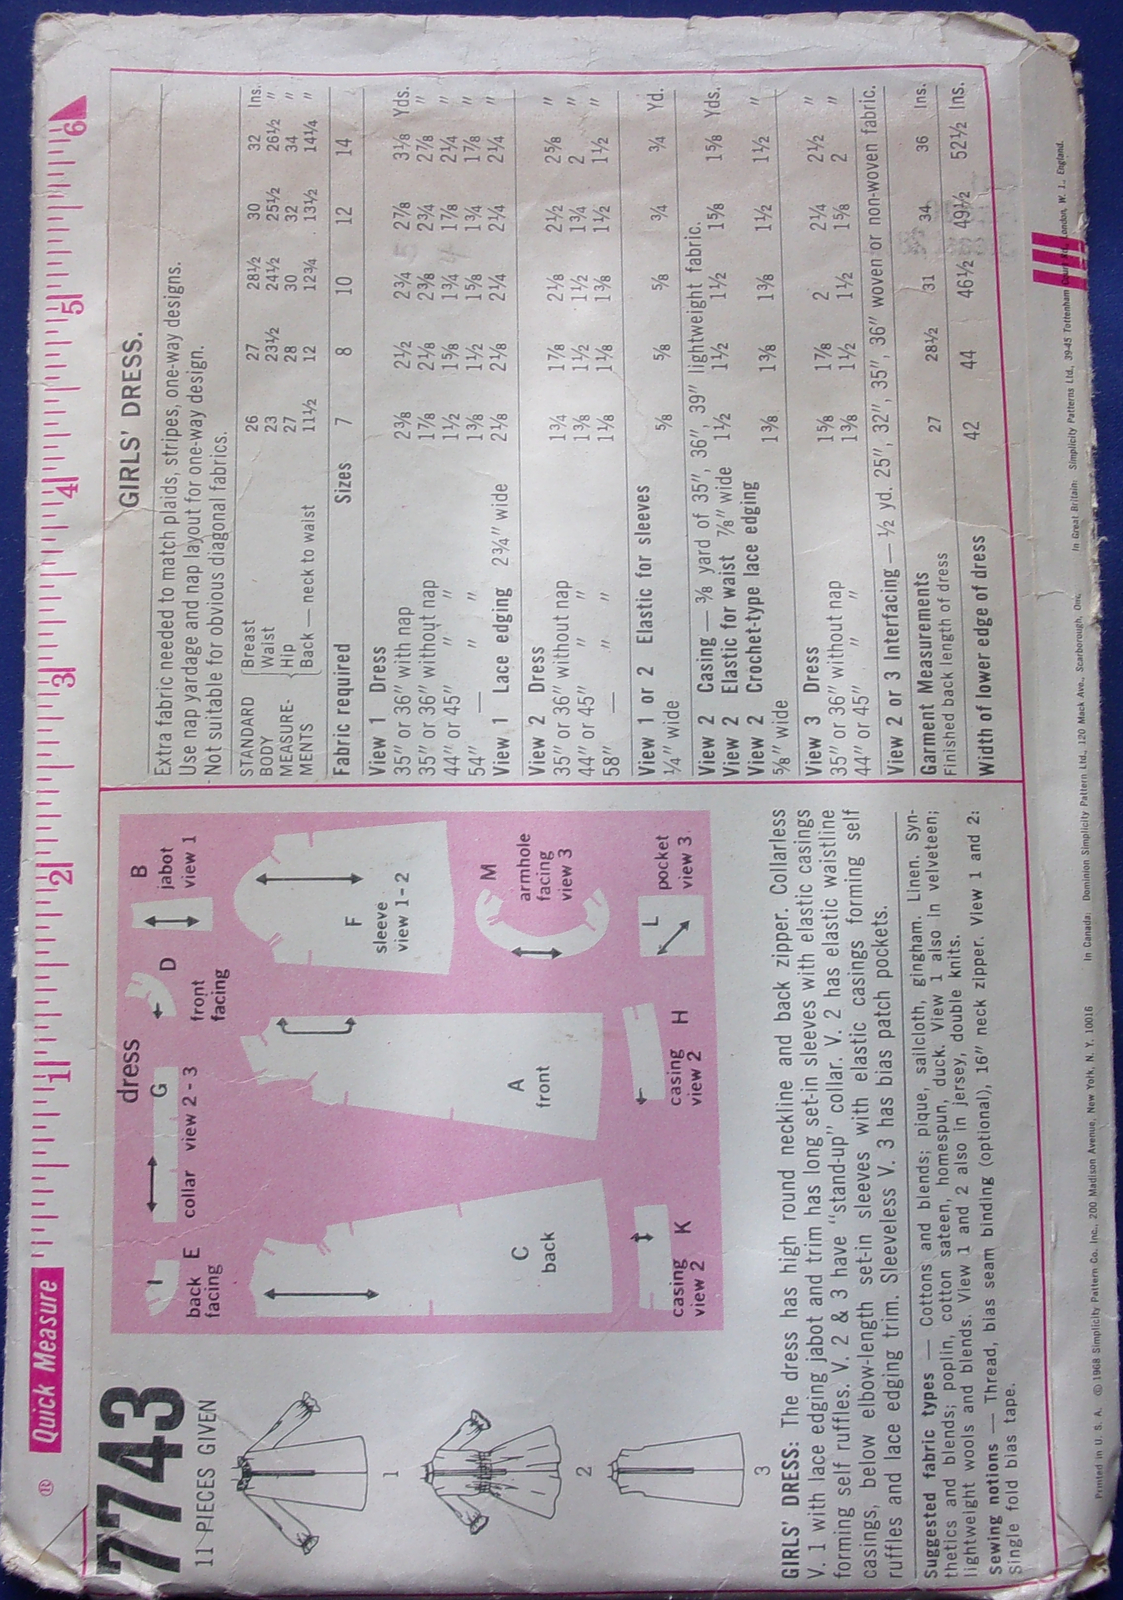 ® Quick Measure 1 2 3 4 5 6
7743
11 PIECES GIVEN
1
2
3
dress
I
back E
facing
G
collar view 2-3
D
front
facing
B
jabot
view 1
C
back
A
front
F
sleeve
view 1-2
M
armhole
facing
view 3
K
casing
view 2
H
casing
view 2
L
pocket
view 3
GIRLS' DRESS: The dress has high round neckline and back zipper. Collarless
V. 1 with lace edging jabot and trim has long set-in sleeves with elastic casings
forming self ruffles. V. 2 & 3 have "stand-up" collar. V. 2 has elastic waistline
casings, below elbow-length set-in sleeves with elastic casings forming self
ruffles and lace edging trim. Sleeveless V. 3 has bias patch pockets.
Suggested fabric types — Cottons and blends; pique, sailcloth, gingham. Linen. Syn-
thetics and blends; poplin, cotton sateen, homespun, duck. View 1 also in velveteen;
lightweight wools and blends. View 1 and 2 also in jersey, double knits.
Sewing notions — Thread, bias seam binding (optional), 16" neck zipper. View 1 and 2:
Single fold bias tape.
GIRLS' DRESS.
Extra fabric needed to match plaids, stripes, one-way designs.
Use nap yardage and nap layout for one-way design.
Not suitable for obvious diagonal fabrics.
STANDARD Breast 26 27 28½ 30 32 Ins.
BODY Waist 23 23½ 24½ 25½ 26½ "
MEASURE- Hip 27 28 30 32 34 "
MENTS Back — neck to waist 11½ 12 12¾ 13½ 14¼ "
Fabric required Sizes 7 8 10 12 14
View 1 Dress
35" or 36" with nap 2⅜ 2½ 2¾ 2⅞ 3⅛ Yds.
35" or 36" without nap 1⅞ 2⅛ 2⅜ 2¾ 2⅞ "
44" or 45" " 1½ 1⅝ 1¾ 1⅞ 2¼ "
54" — " 1⅜ 1½ 1⅝ 1¾ 1⅞ "
View 1 Lace edging 2¾" wide 2⅛ 2⅛ 2¼ 2¼ 2¼ "
View 2 Dress
35" or 36" without nap 1¾ 1⅞ 2⅛ 2½ 2⅝ "
44" or 45" " 1⅜ 1½ 1½ 1¾ 2 "
58" — " 1⅛ 1⅛ 1⅜ 1½ 1½ "
View 1 or 2 Elastic for sleeves
¼" wide ⅝ ⅝ ⅝ ¾ ¾ Yd.
View 2 Casing — ⅜ yard of 35", 36", 39" lightweight fabric.
View 2 Elastic for waist ⅞" wide 1½ 1½ 1½ 1⅝ 1⅝ Yds.
View 2 Crochet-type lace edging
⅝" wide 1⅜ 1⅜ 1⅜ 1½ 1½ "
View 3 Dress
35" or 36" without nap 1⅝ 1⅞ 2 2¼ 2½ "
44" or 45" " 1⅜ 1½ 1½ 1⅝ 2 "
View 2 or 3 Interfacing — ½ yd. 25", 32", 35", 36" woven or non-woven fabric.
Garment Measurements
Finished back length of dress 27 28½ 31 34 36 Ins.
Width of lower edge of dress 42 44 46½ 49½ 52½ Ins.
Printed in U. S. A. ©1968 Simplicity Pattern Co. Inc., 200 Madison Avenue, New York, N. Y. 10016 In Canada: Dominion Simplicity Pattern Ltd., 120 Mack Ave., Scarborough, Ont. In Great Britain: Simplicity Patterns Ltd., 39-45 Tottenham Court Rd., London, W. 1., England.